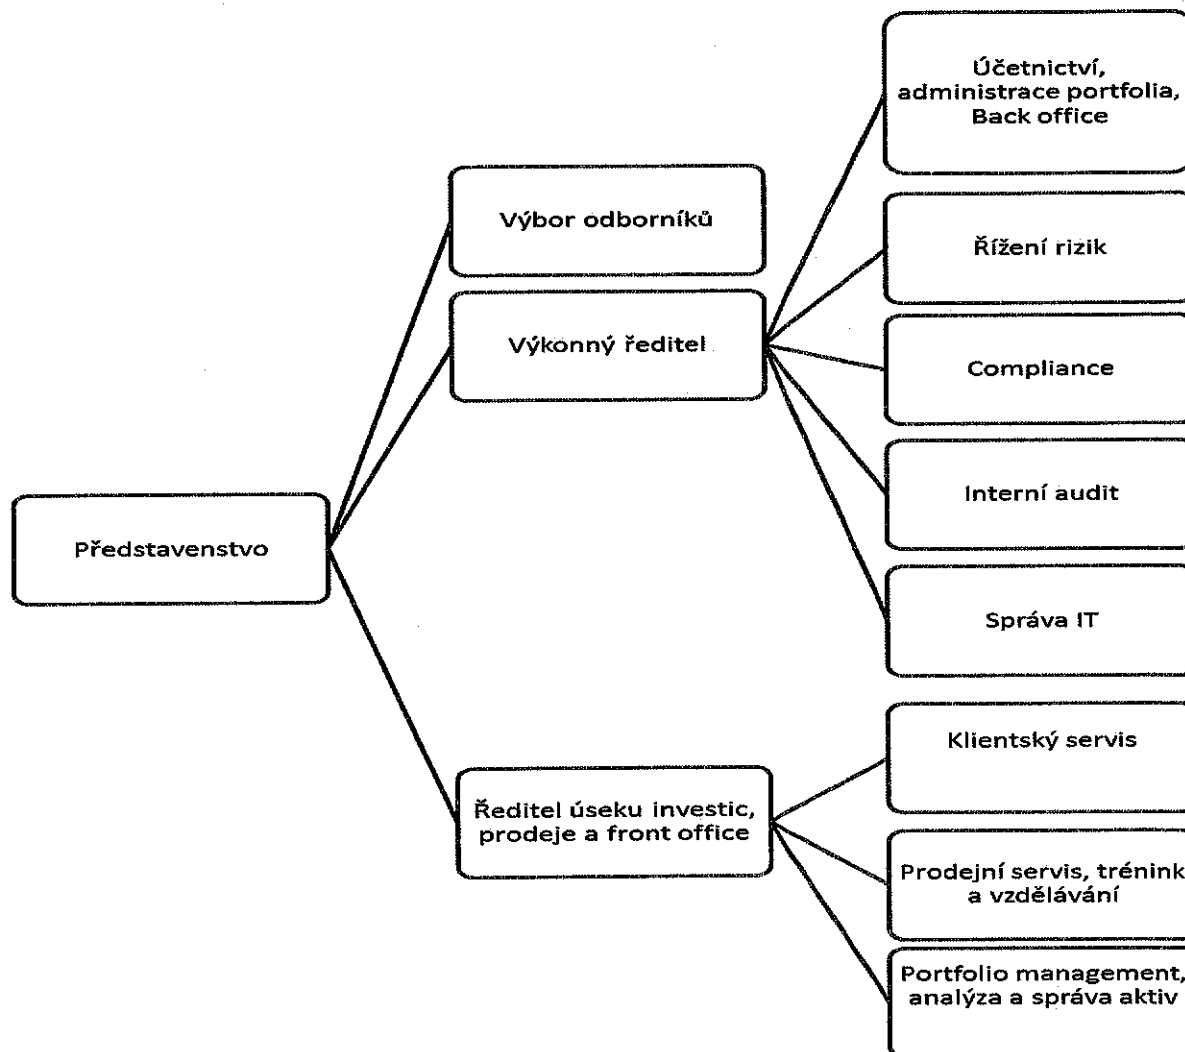 Účetnictví,
administrace portfolia,
Back office
Výbor odborníků
Řížení rizik
Výkonný ředitel
Compliance
Interní audit
Představenstvo
Správa IT
Klientský servis
Ředitel úseku investic,
prodeje a front office
Prodejní servis, trénink
a vzdělávání
Portfolio management,
analýza a správa aktiv